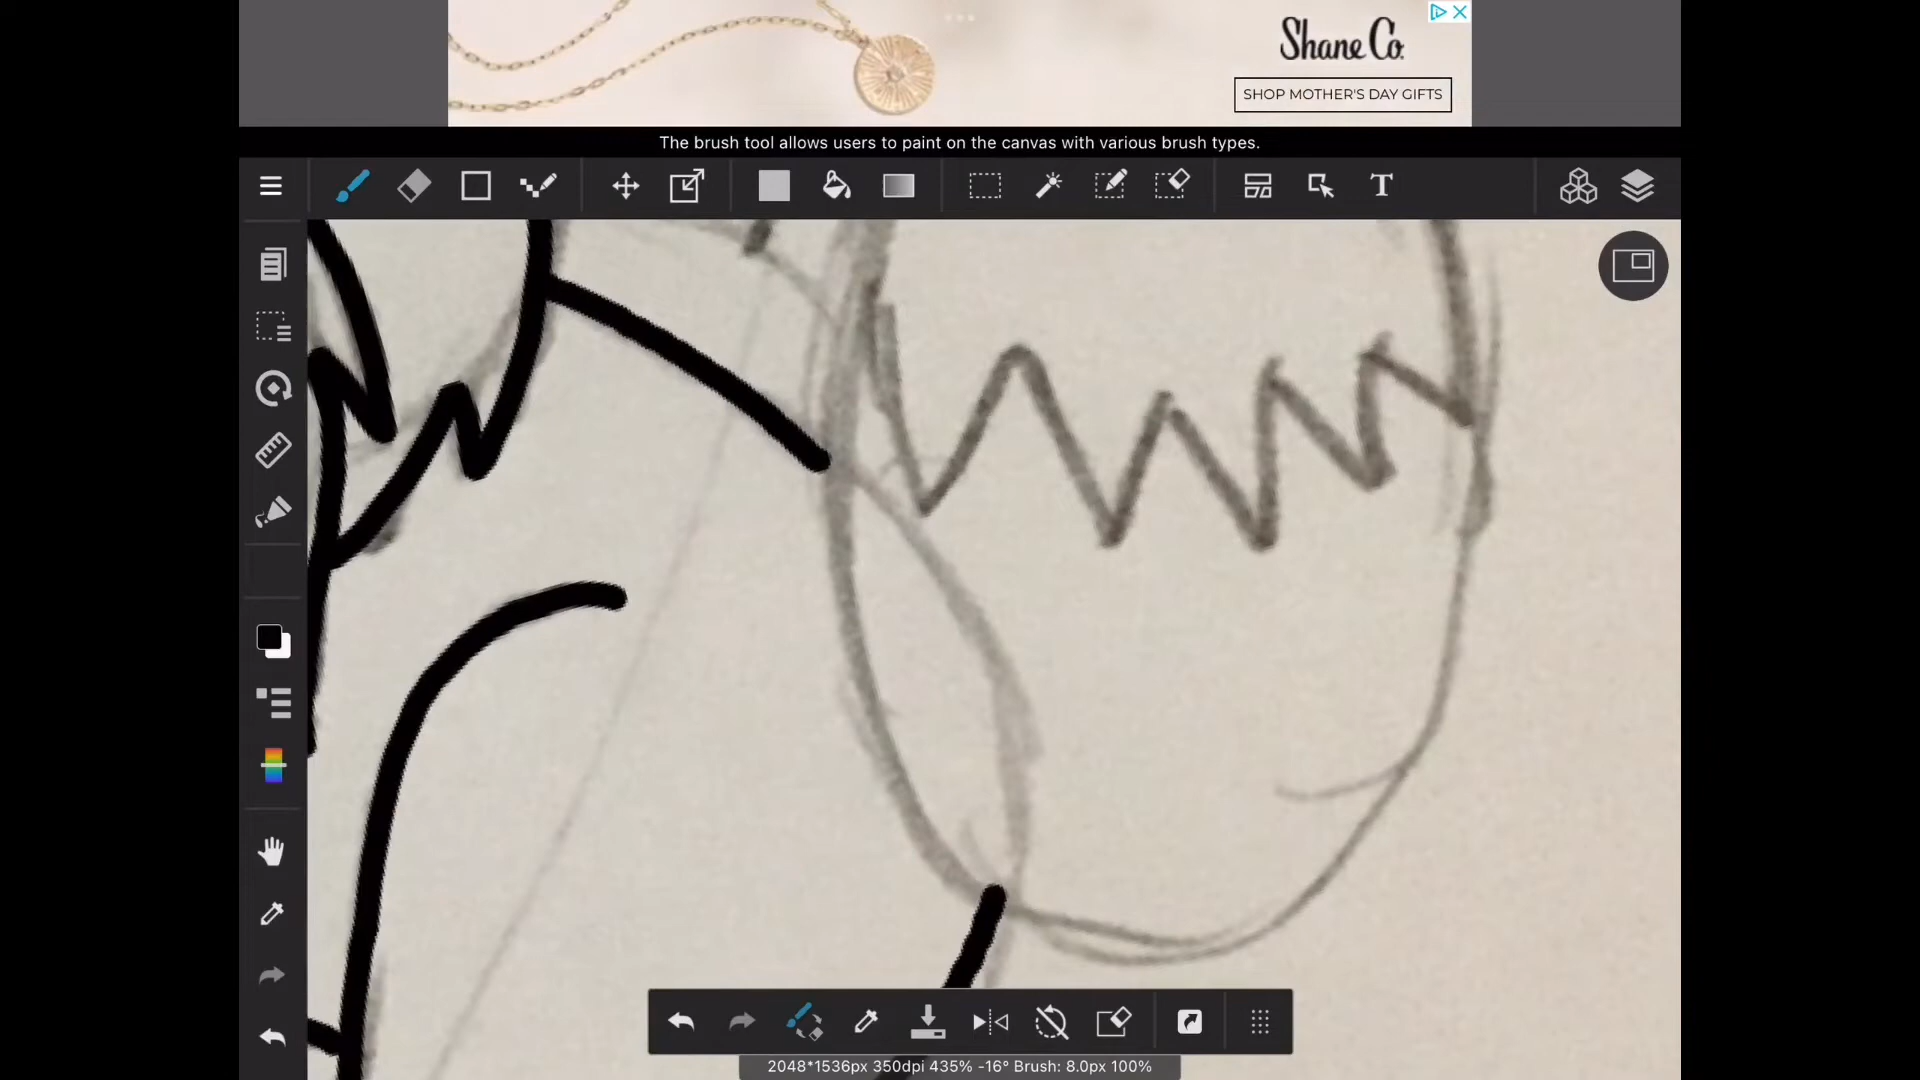 Shane Co.
SHOP MOTHER'S DAY GIFTS
The brush tool allows users to paint on the canvas with various brush types.
T
2048*1536px 350dpi 435% -16° Brush: 8.0px 100%